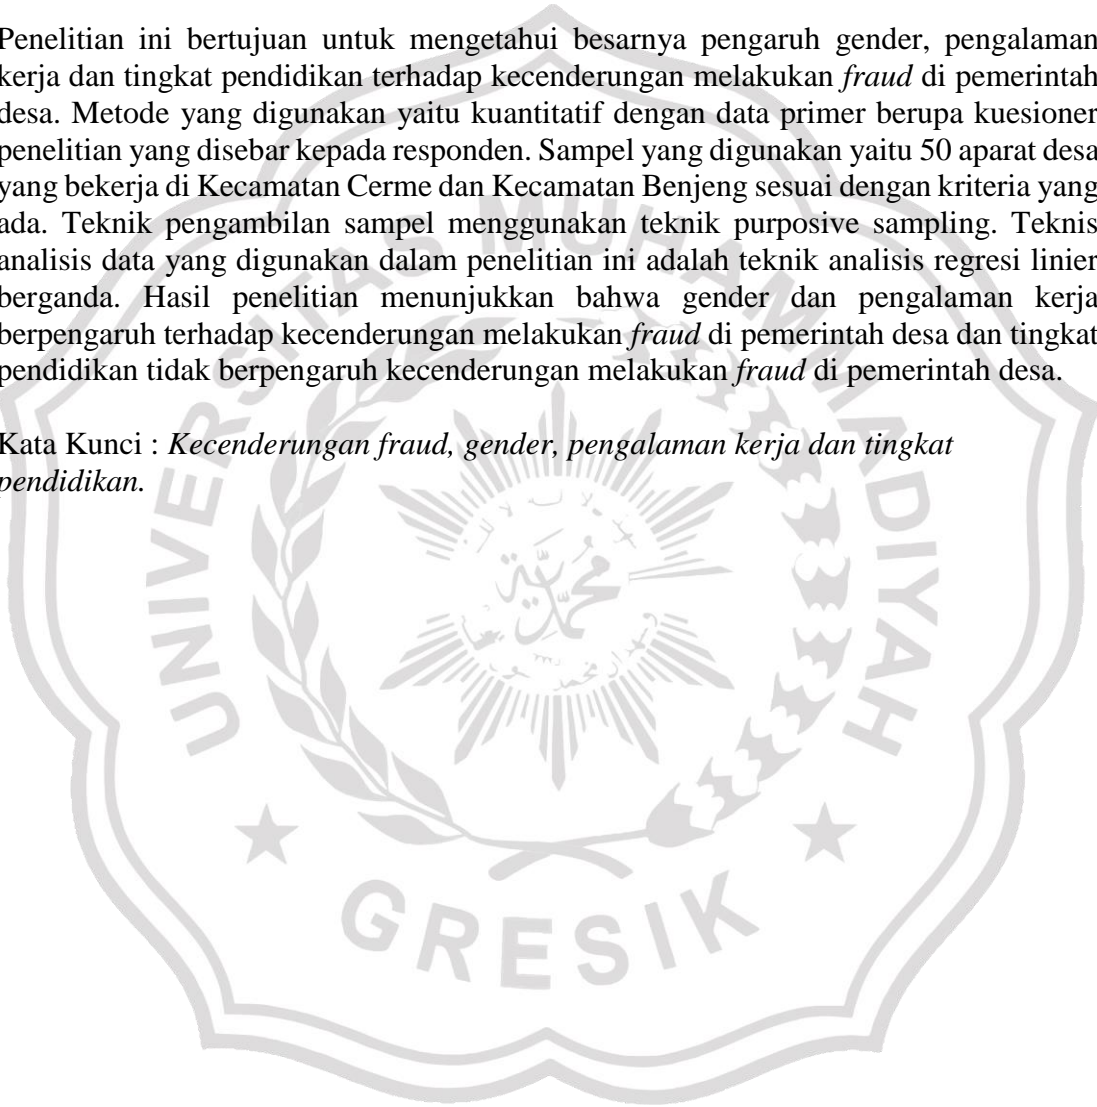 Penelitian ini bertujuan untuk mengetahui besarnya pengaruh gender, pengalaman
kerja dan tingkat pendidikan terhadap kecenderungan melakukan fraud di pemerintah
desa. Metode yang digunakan yaitu kuantitatif dengan data primer berupa kuesioner
penelitian yang disebar kepada responden. Sampel yang digunakan yaitu 50 aparat desa
yang bekerja di Kecamatan Cerme dan Kecamatan Benjeng sesuai dengan kriteria yang
ada. Teknik pengambilan sampel menggunakan teknik purposive sampling. Teknis
analisis data yang digunakan dalam penelitian ini adalah teknik analisis regresi linier
berganda. Hasil penelitian menunjukkan bahwa gender dan pengalaman kerja
berpengaruh terhadap kecenderungan melakukan fraud di pemerintah desa dan tingkat
pendidikan tidak berpengaruh kecenderungan melakukan fraud di pemerintah desa.
Kata Kunci : Kecenderungan fraud, gender, pengalaman kerja dan tingkat
pendidikan.
UNIVERSITAS MUHAMMADIYAH
GRESIK